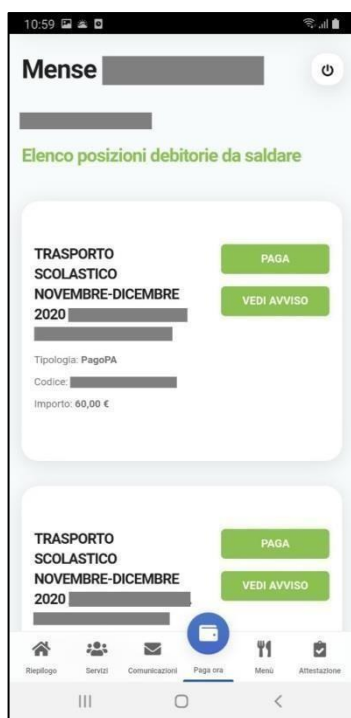 10:59
Mense
Elenco posizioni debitorie da saldare
TRASPORTO
SCOLASTICO
NOVEMBRE-DICEMBRE
2020
PAGA
VEDI AVVISO
Tipologia: PagoPA
Codice:
Importo: 60,00 €
TRASPORTO
SCOLASTICO
NOVEMBRE-DICEMBRE
2020
PAGA
VEDI AVVISO
Riepilogo Servizi Comunicazioni Paga ora Menù Attestazione